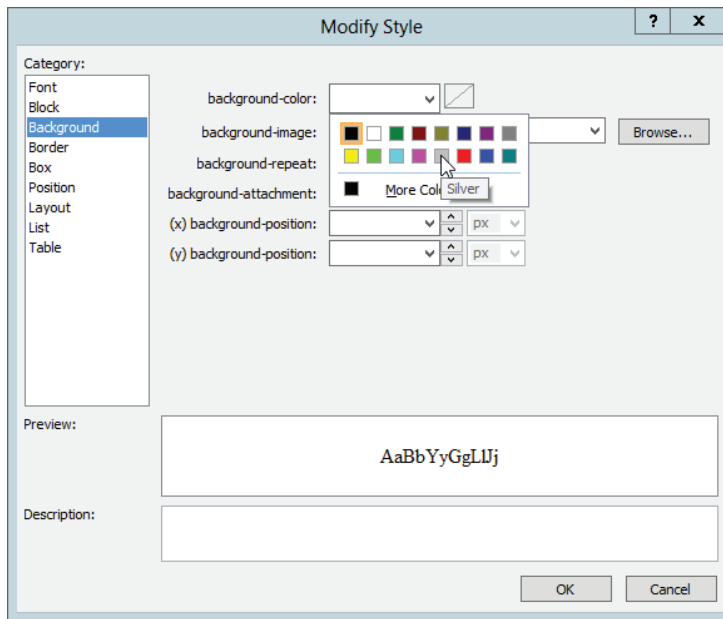 Modify Style
?
x
Category:
Font
Block
Background
Border
Box
Position
Layout
List
Table
background-color:
background-image:
Browse...
background-repeat:
background-attachment:
More Col
Silver
(x) background-position:
px
(y) background-position:
px
Preview:
AaBbYyGgLlJj
Description:
OK
Cancel